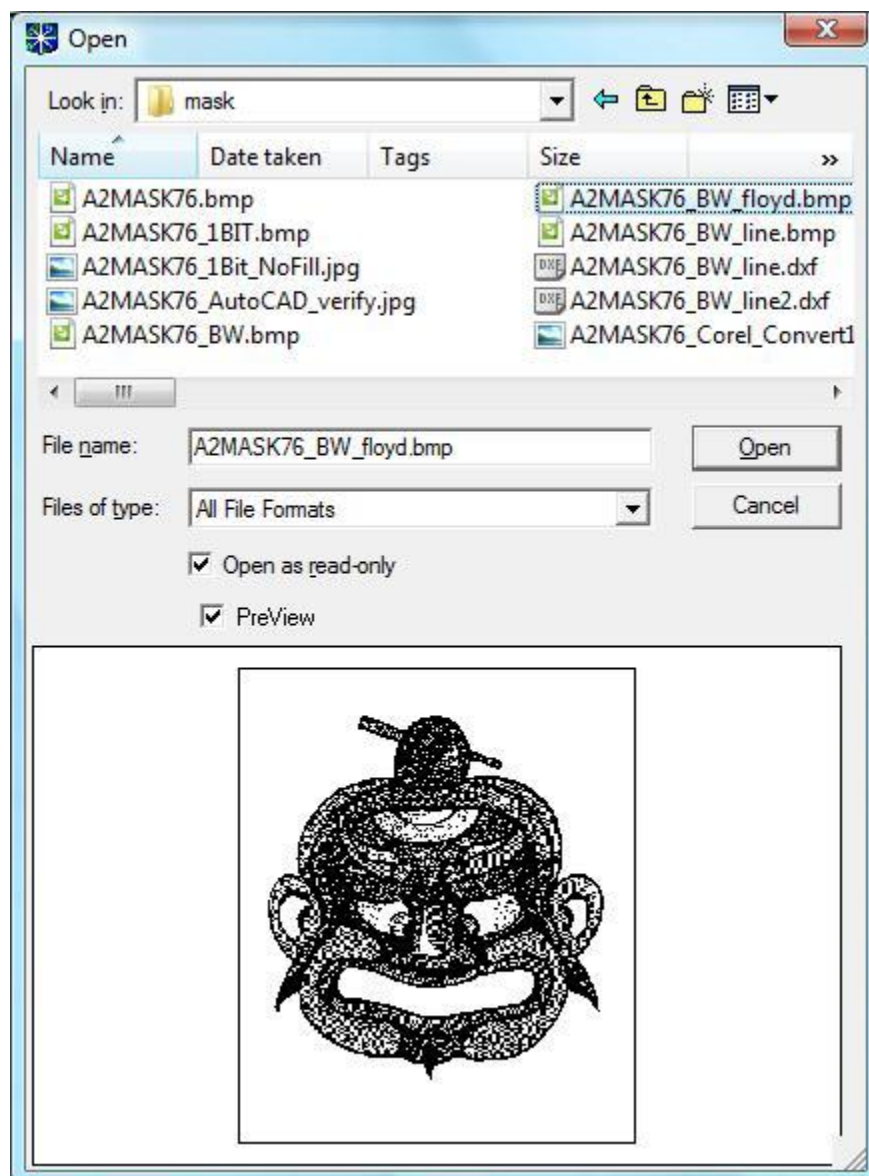 Open
Look in: mask
Name Date taken Tags Size »
A2MASK76.bmp A2MASK76_BW_floyd.bmp
A2MASK76_1BIT.bmp A2MASK76_BW_line.bmp
A2MASK76_1Bit_NoFill.jpg DXF A2MASK76_BW_line.dxf
A2MASK76_AutoCAD_verify.jpg DXF A2MASK76_BW_line2.dxf
A2MASK76_BW.bmp A2MASK76_Corel_Convert1
File name: A2MASK76_BW_floyd.bmp Open
Files of type: All File Formats Cancel
Open as read-only
PreView